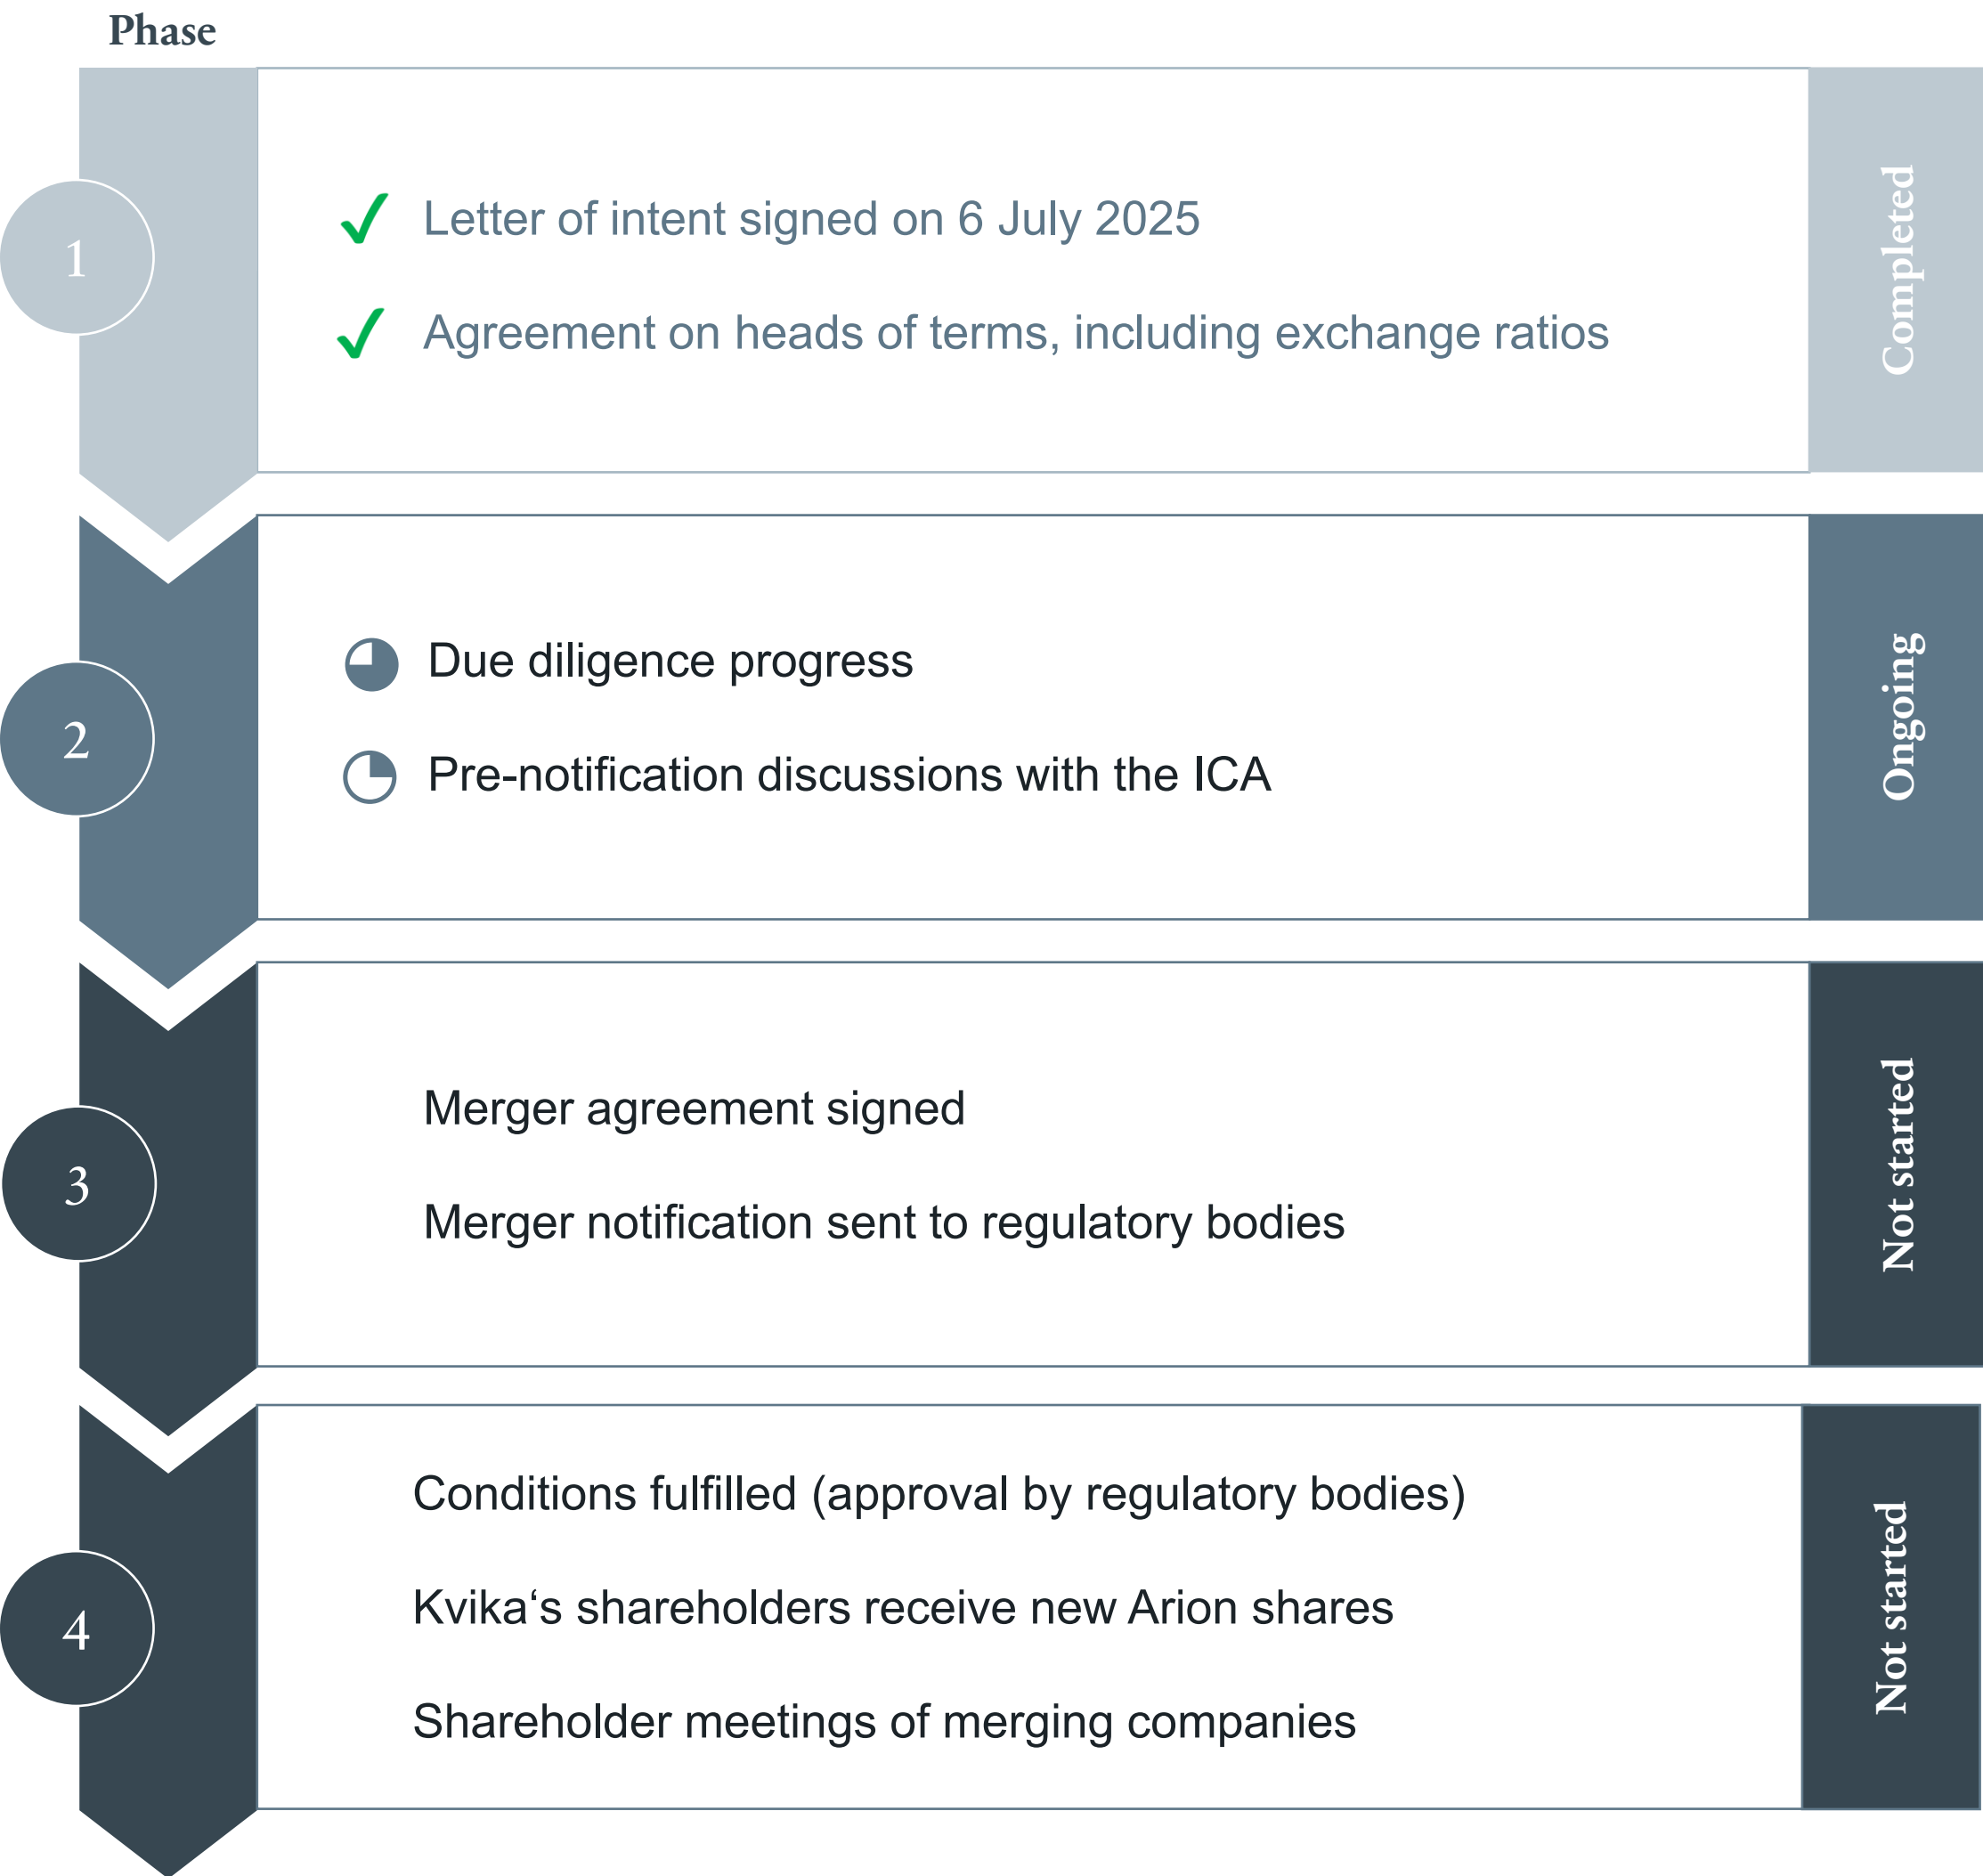 Phase
1
Letter of intent signed on 6 July 2025
Agreement on heads of terms, including exchange ratios
Completed
2
Due diligence progress
Pre-notification discussions with the ICA
Ongoing
3
Merger agreement signed
Merger notification sent to regulatory bodies
Not started
4
Conditions fulfilled (approval by regulatory bodies)
Kvika‘s shareholders receive new Arion shares
Shareholder meetings of merging companies
Not started